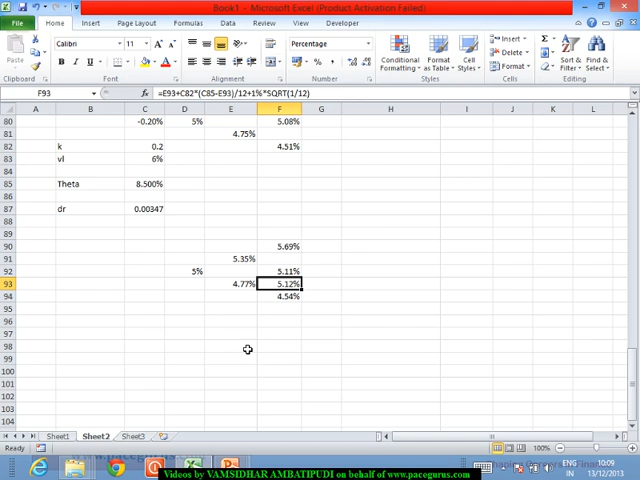 Book1 - Microsoft Excel (Product Activation Failed)
File Home Insert Page Layout Formulas Data Review View Developer
Calibri 11 General
Paste B I U Conditional Formatting Format as Table Cell Styles Insert Delete Format Sort & Filter Find & Select
Clipboard Font Alignment Number Styles Cells Editing
F93 =E93+C82*(C85-E93)/12+1%*SQRT(1/12)
A B C D E F G H I J K L
80 -0.20% 5% 5.08%
81 4.75%
82 k 0.2 4.51%
83 vl 6%
84
85 Theta 8.500%
86
87 dr 0.00347
88
89
90 5.69%
91 5.35%
92 5% 5.11%
93 4.77% 5.12%
94 4.54%
95
96
97
98
99
100
101
102
103
104
Sheet1 Sheet2 Sheet3
Ready 100%
ENG 10:09
IN 13/12/2013
Videos by VAMSIDHAR AMBATIPUDI on behalf of www.pacegurus.com